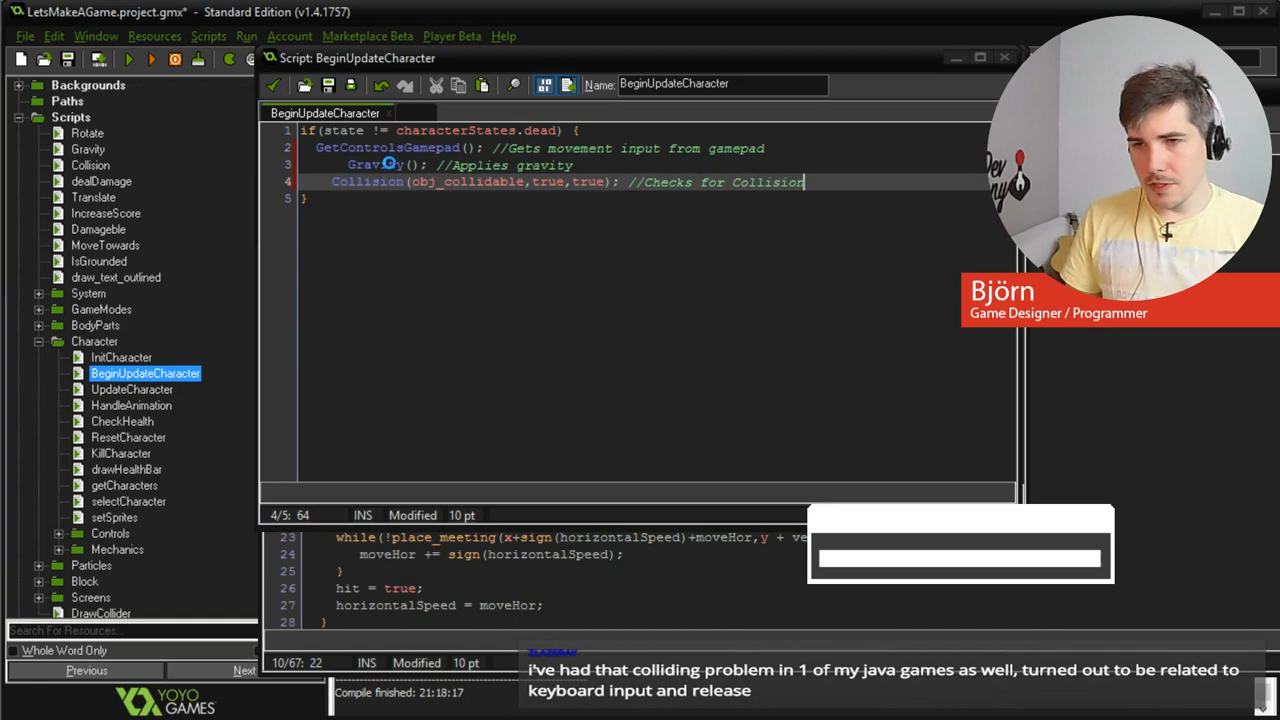 LetsMakeAGame.project.gmx* - Standard Edition (v1.4.1757)
File Edit Window Resources Scripts Run Account Marketplace Beta Player Beta Help
Script: BeginUpdateCharacter
Name: BeginUpdateCharacter
BeginUpdateCharacter
Backgrounds
Paths
Scripts
Rotate
Gravity
Collision
dealDamage
Translate
IncreaseScore
Damageble
MoveTowards
IsGrounded
draw_text_outlined
System
GameModes
BodyParts
Character
InitCharacter
BeginUpdateCharacter
UpdateCharacter
HandleAnimation
CheckHealth
ResetCharacter
KillCharacter
drawHealthBar
getCharacters
selectCharacter
setSprites
Controls
Mechanics
Particles
Block
Screens
DrawCollider
Search For Resources...
Whole Word Only
Previous
YOYO
GAMES
1 if(state != characterStates.dead) {
2 GetControlsGamepad(); //Gets movement input from gamepad
3 Gravity(); //Applies gravity
4 Collision(obj_collidable,true,true); //Checks for Collision
5 }
4/5: 64 INS Modified 10 pt
23 while(!place_meeting(x+sign(horizontalSpeed)+moveHor,y + ve
24 moveHor += sign(horizontalSpeed);
25 }
26 hit = true;
27 horizontalSpeed = moveHor;
28 }
10/67: 22 INS Modified 10 pt
Compile finished: 21:18:17
Dev
Björn
Game Designer / Programmer
i've had that colliding problem in 1 of my java games as well, turned out to be related to
keyboard input and release